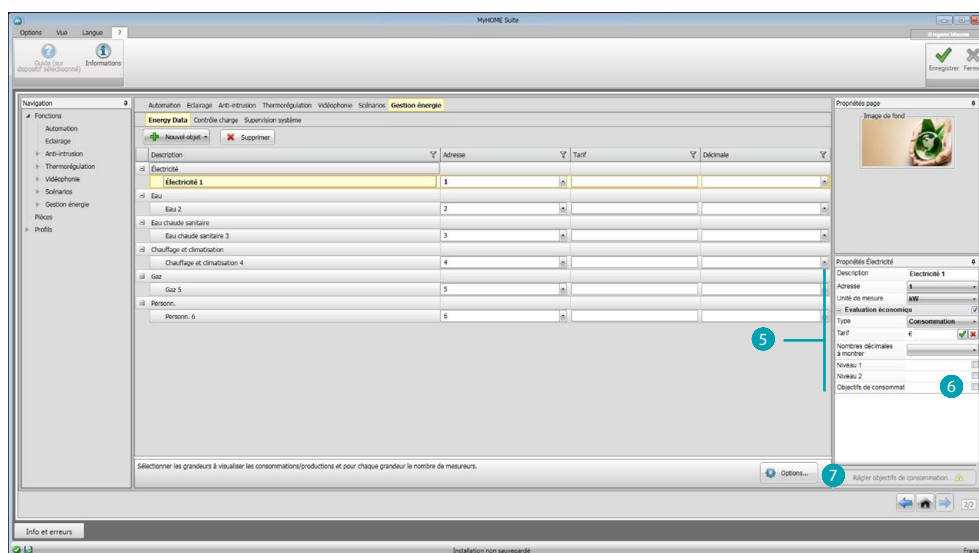 MyHOME Suite
Options Vue Langue ?
Guide (sur dispositif sélectionné)
Informations
Enregistrer
Navigation
Fonctions
Automation
Eclairage
Anti-intrusion
Thermorégulation
Vidéophonie
Scénarios
Gestion énergie
Pièces
Profils
Automation Eclairage Anti-intrusion Thermorégulation Vidéophonie Scénarios Gestion énergie
Energy Data Contrôle charge Supervision système
Nouvel objet Supprimer
Description Adresse Tarif Décimale
Électricité
Électricité 1 1
Eau
Eau 2 2
Eau chaude sanitaire
Eau chaude sanitaire 3 3
Chauffage et climatisation
Chauffage et climatisation 4 4
Gaz
Gaz 5 5
Personn.
Personn. 6 6
Sélectionner les grandeurs à visualiser les consommations/productions et pour chaque grandeur le nombre de mesureurs.
Options...
Propriétés page
Image de fond
Propriétés Électricité
Description Électricité 1
Adresse 1
Unité de mesure kW
Evaluation économiqu
Type Consommation
Tarif €
Nombres décimales
à montrer
Niveau 1
Niveau 2
Objectifs de consommat
5
6
7
Régler objectifs de consommation
2/2
Info et erreurs
Installation non sauvegardé